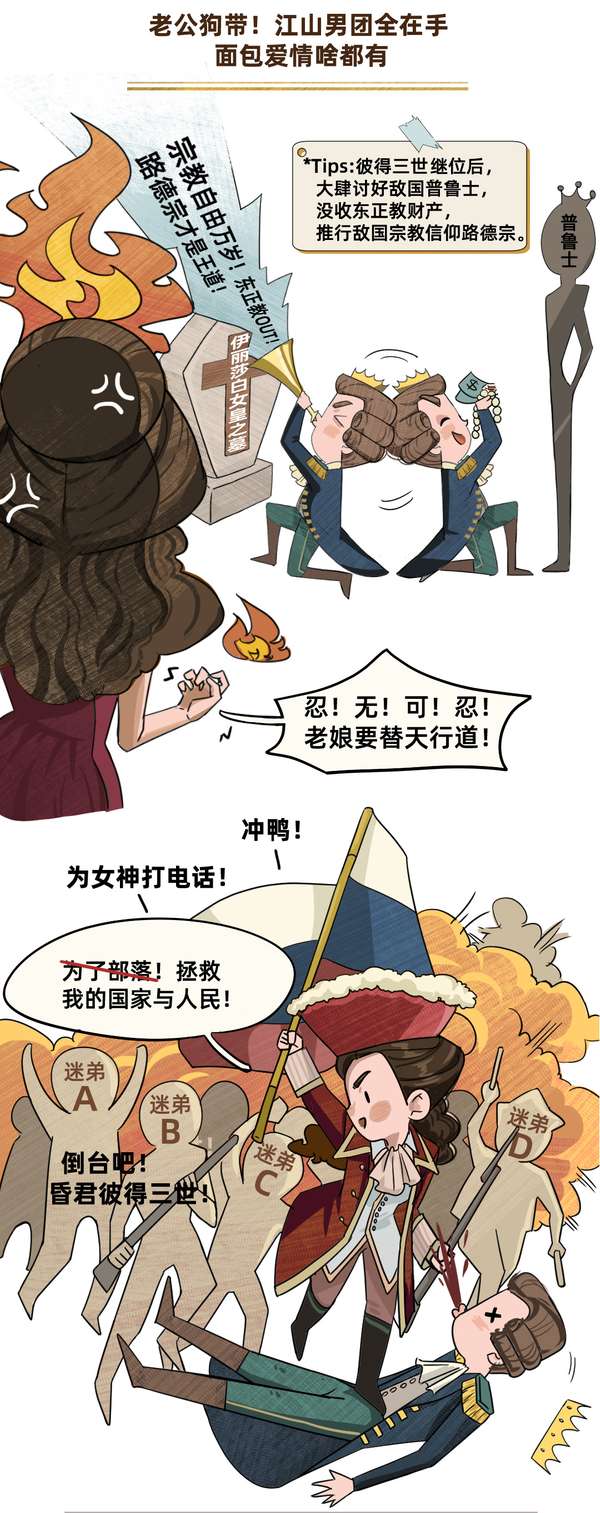 老公狗带！江山男团全在手
面包爱情啥都有
宗教自由万岁！东正教OUT！
路德宗才是王道！
*Tips:彼得三世继位后，
大肆讨好敌国普鲁士，
没收东正教财产，
推行敌国宗教信仰路德宗。
普鲁士
伊丽莎白女皇之墓
忍！无！可！忍！
老娘要替天行道！
冲鸭！
为女神打电话！
为了部落！拯救
我的国家与人民！
迷弟
A
迷弟
B
迷弟
C
迷弟
D
倒台吧！
昏君彼得三世！